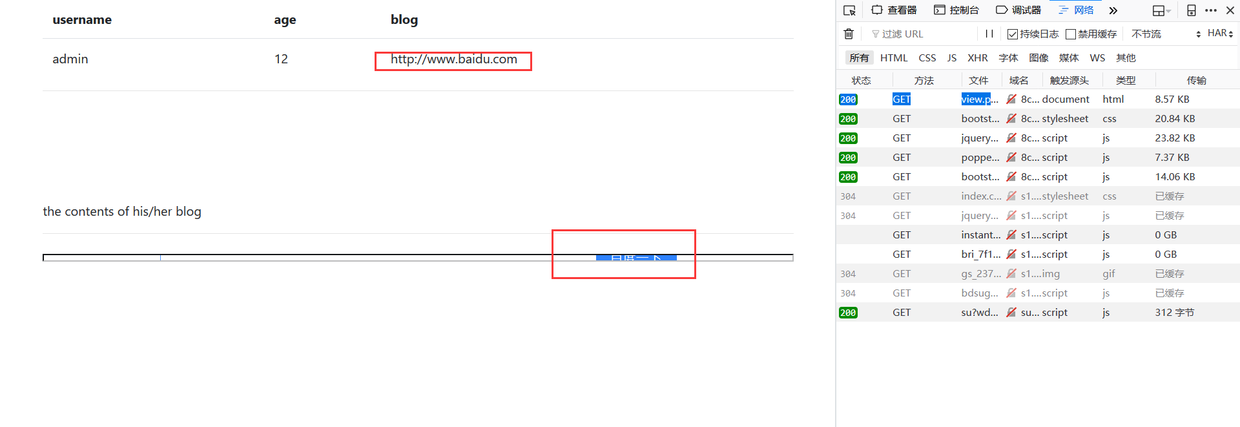 username age blog
admin 12 http://www.baidu.com
the contents of his/her blog
查看器 控制台 调试器 网络
过滤 URL 持续日志 禁用缓存 不节流 HAR
所有 HTML CSS JS XHR 字体 图像 媒体 WS 其他
状态 方法 文件 域名 触发源头 类型 传输
200 GET view.p... 8c... document html 8.57 KB
200 GET bootst... 8c... stylesheet css 20.84 KB
200 GET jquery... 8c... script js 23.82 KB
200 GET poppe... 8c... script js 7.37 KB
200 GET bootst... 8c... script js 14.06 KB
304 GET index.c... s1.... stylesheet css 已缓存
304 GET jquery... s1.... script js 已缓存
GET instant... s1.... script js 0 GB
GET bri_7f1... s1.... script js 0 GB
304 GET gs_237... s1.... img gif 已缓存
304 GET bdsug... s1.... script js 已缓存
200 GET su?wd... su... script js 312 字节